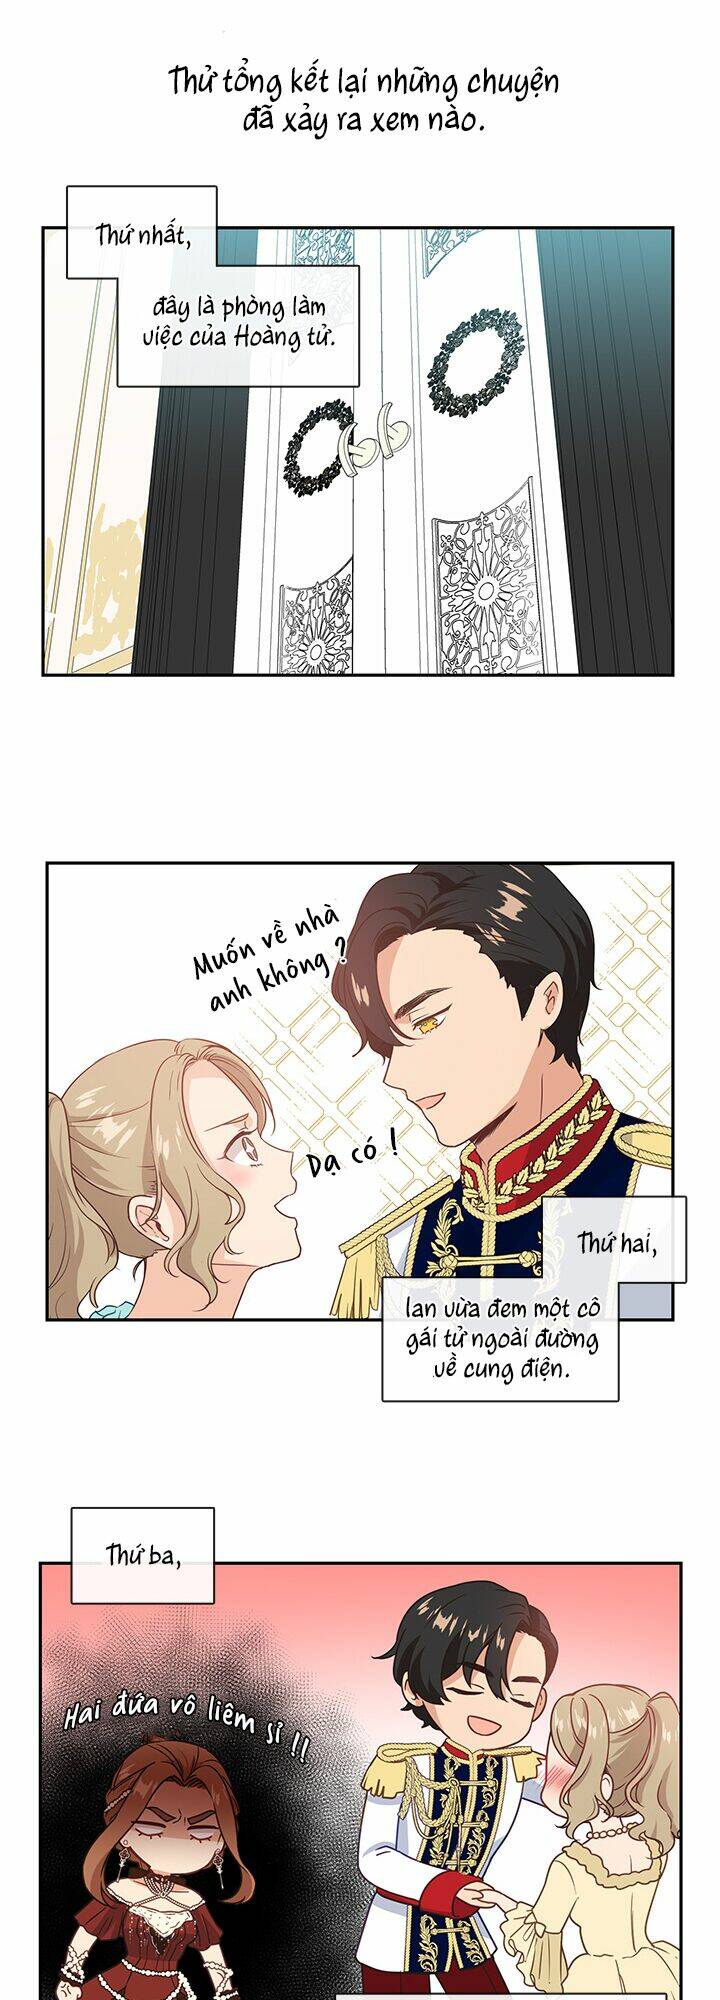 Thử tổng kết lại những chuyện
đã xảy ra xem nào.
Thứ nhất,
đây là phòng làm
việc của Hoàng tử.
Muốn về nhà
anh không?
Dạ có!
Thứ hai,
Ian vừa đem một cô
gái từ ngoài đường
về cung điện.
Thứ ba,
Hai đứa vô liêm sỉ!!